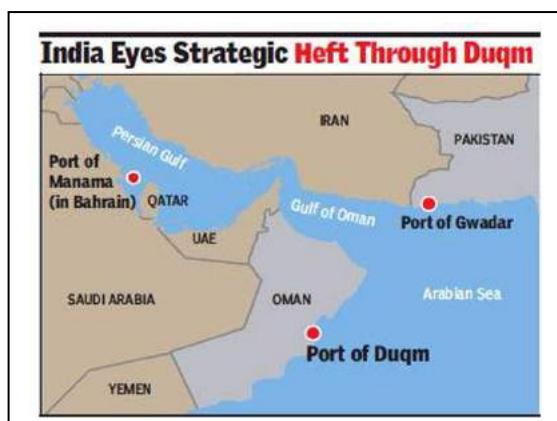 India Eyes Strategic Heft Through Duqm
IRAN
PAKISTAN
Persian Gulf
Port of
Manama
(in Bahrain)
QATAR
Gulf of Oman
Port of Gwadar
UAE
SAUDI ARABIA
OMAN
Arabian Sea
Port of Duqm
YEMEN